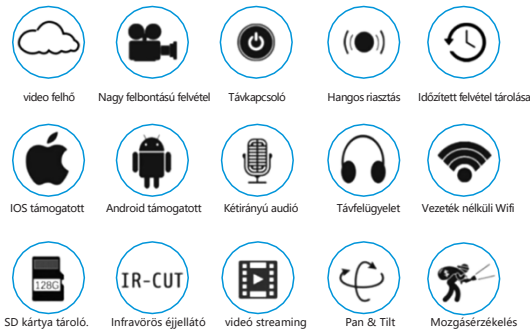 video felhő Nagy felbontású felvétel Távkapcsoló Hangos riasztás Időzített felvétel tárolása
IOS támogatott Android támogatott Kétirányú audió Távfelügyelet Vezeték nélküli Wifi
128G IR-CUT
SD kártya tároló. Infravörös éjjellátó videó streaming Pan & Tilt Mozgásérzékelés